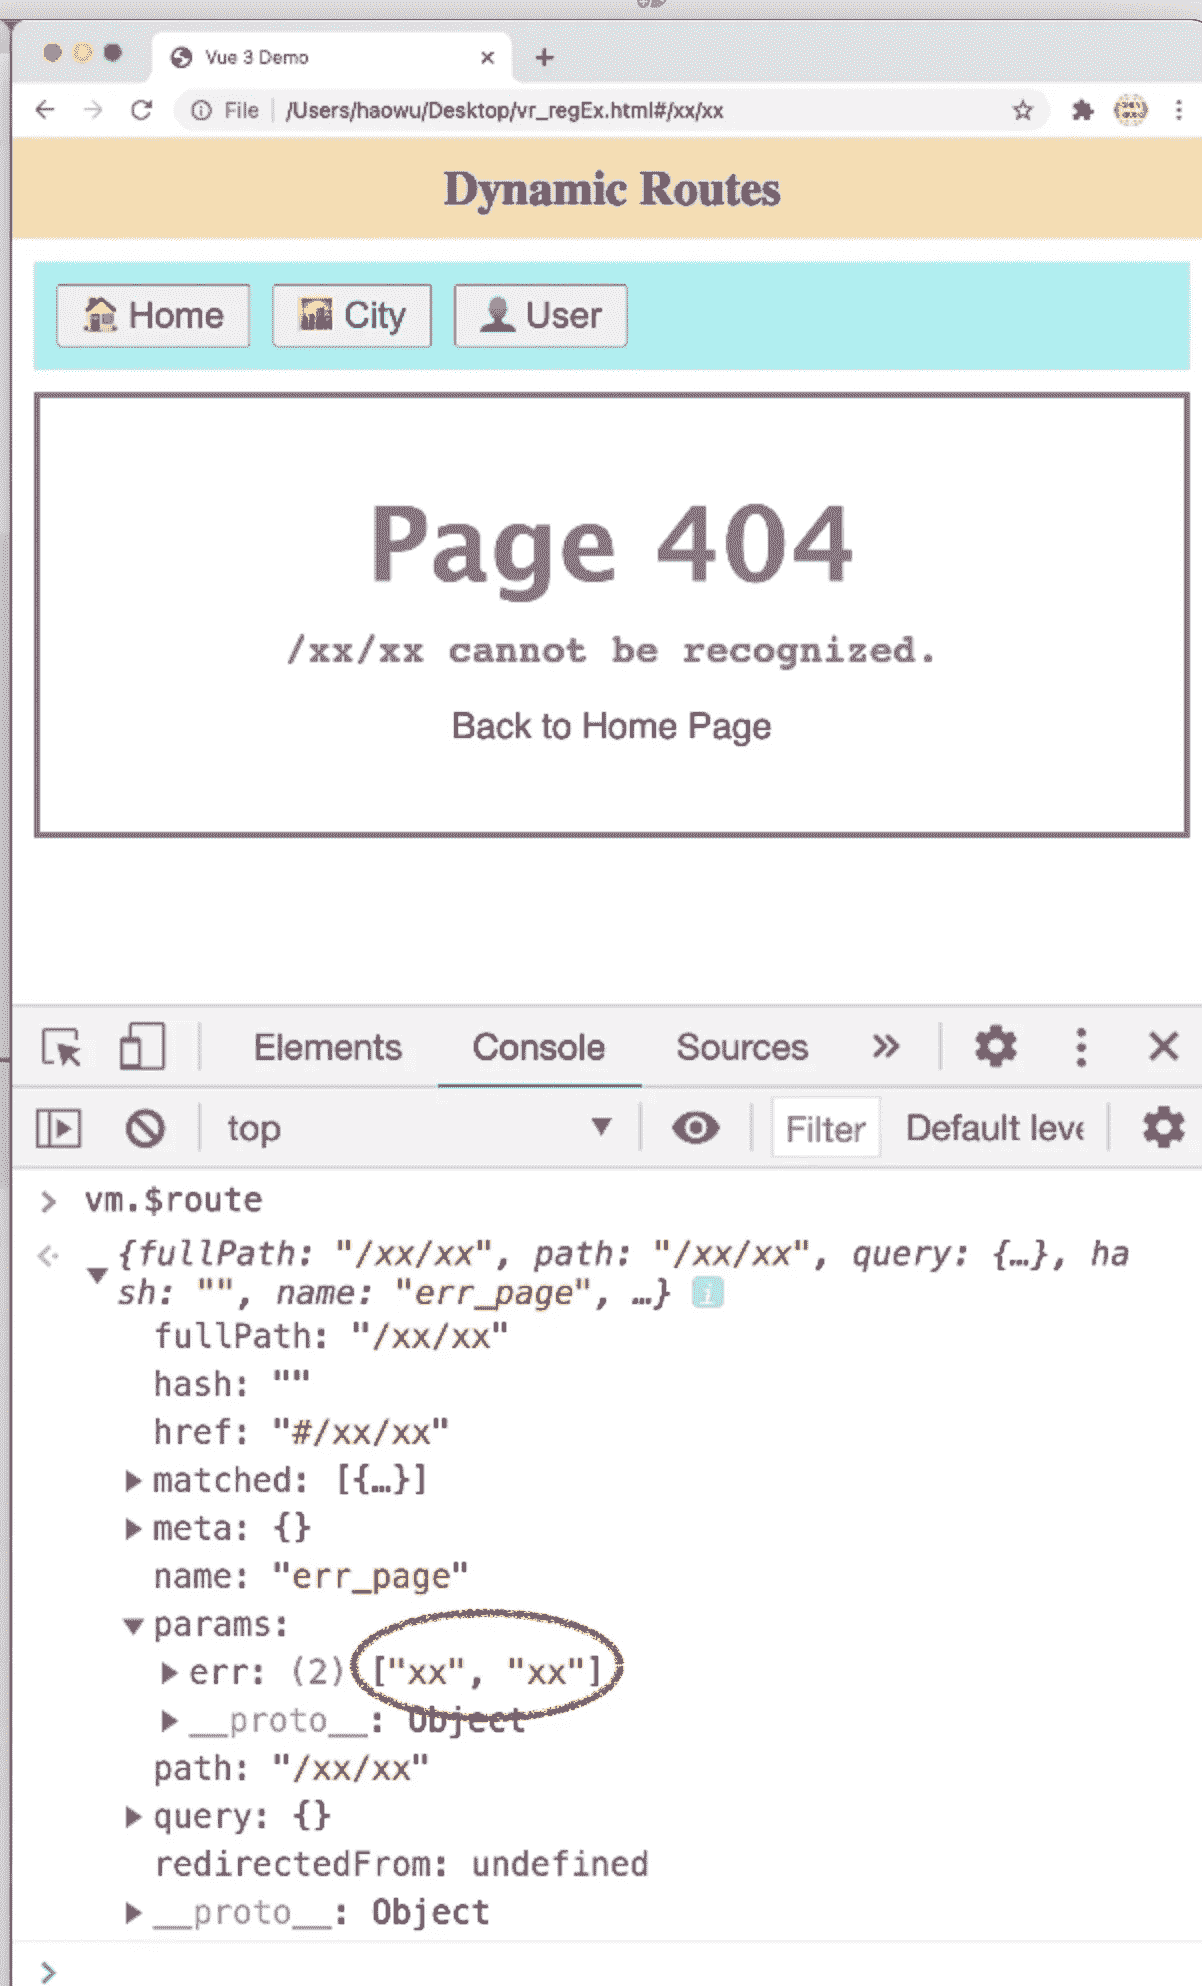 Vue 3 Demo
File | /Users/haowu/Desktop/vr_regEx.html#/xx/xx
Dynamic Routes
Home City User
Page 404
/xx/xx cannot be recognized.
Back to Home Page
Elements Console Sources »
top Filter Default leve
> vm.$route
{fullPath: "/xx/xx", path: "/xx/xx", query: {…}, ha
sh: "", name: "err_page", …}
fullPath: "/xx/xx"
hash: ""
href: "#/xx/xx"
matched: [{…}]
meta: {}
name: "err_page"
params:
err: (2) ["xx", "xx"]
__proto__: Object
path: "/xx/xx"
query: {}
redirectedFrom: undefined
__proto__: Object
>